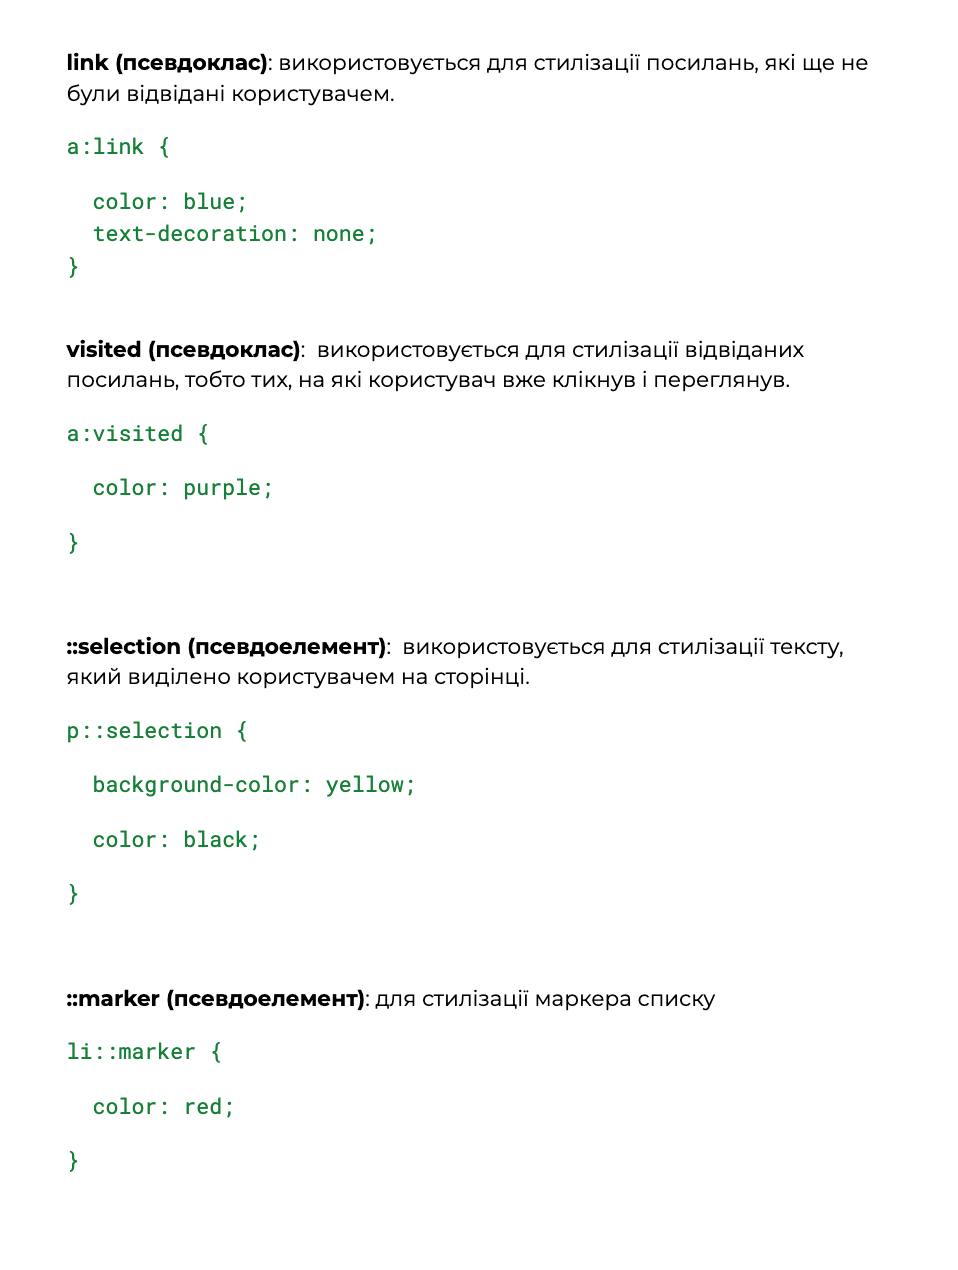 link (псевдоклас): використовується для стилізації посилань, які ще не
були відвідані користувачем.
a:link {
color: blue;
text-decoration: none;
}
visited (псевдоклас):  використовується для стилізації відвіданих
посилань, тобто тих, на які користувач вже клікнув і переглянув.
a:visited {
color: purple;
}
::selection (псевдоелемент):  використовується для стилізації тексту,
який виділено користувачем на сторінці.
p::selection {
background-color: yellow;
color: black;
}
::marker (псевдоелемент): для стилізації маркера списку
li::marker {
color: red;
}